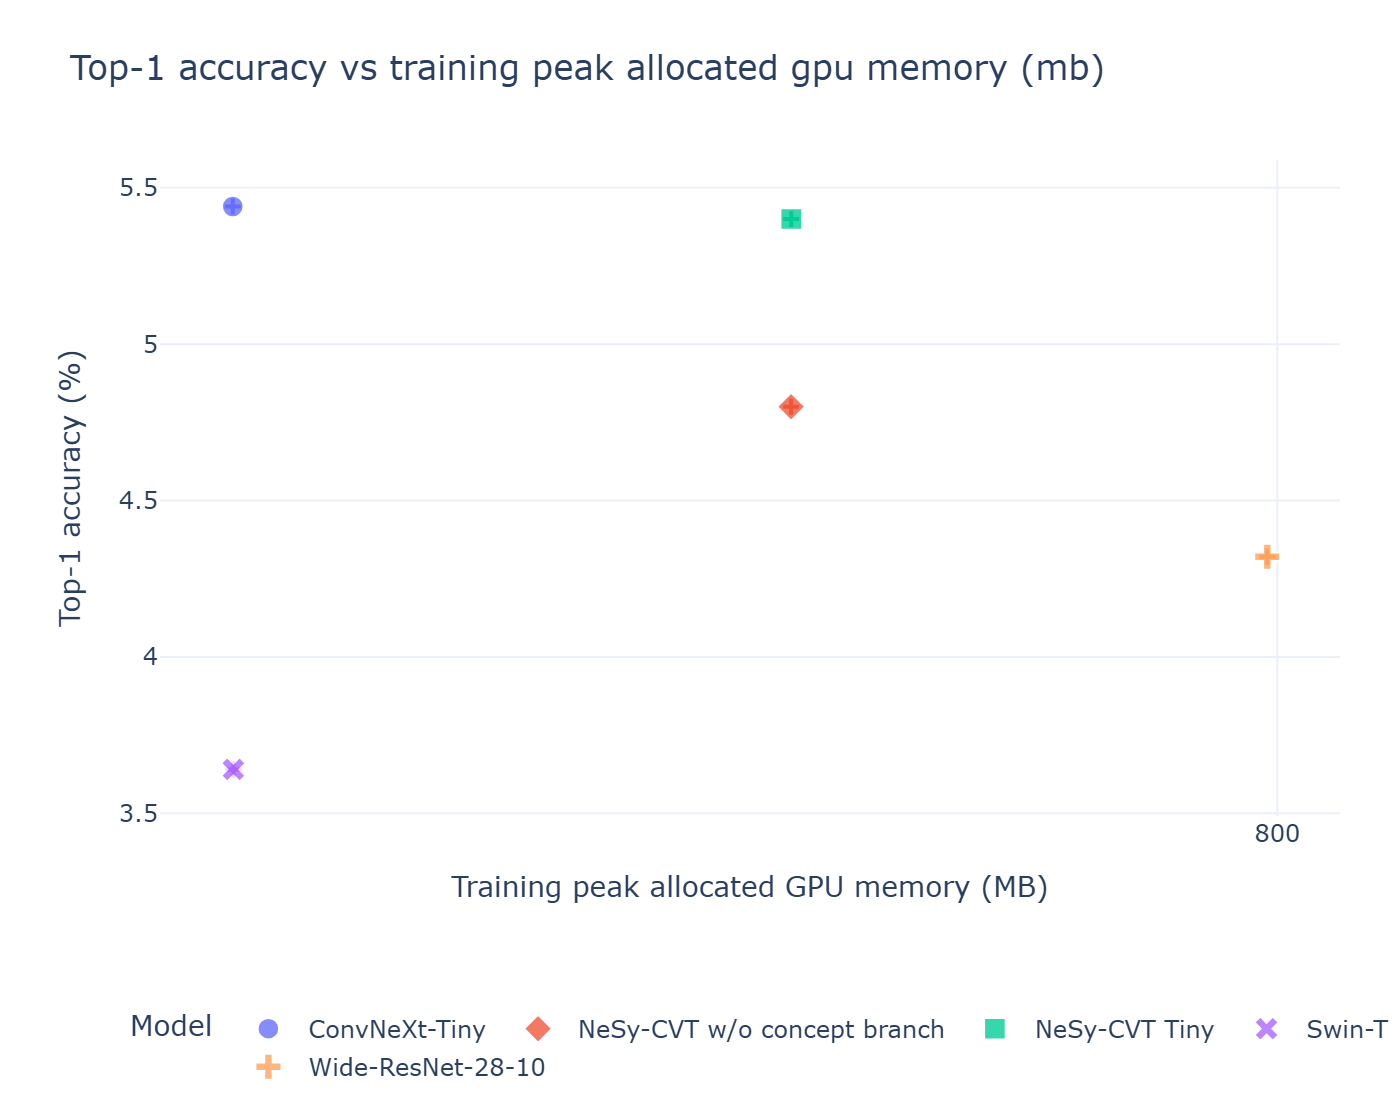 Top-1 accuracy vs training peak allocated gpu memory (mb)
5.5
5
4.5
4
3.5
Top-1 accuracy (%)
800
Training peak allocated GPU memory (MB)
Model
ConvNeXt-Tiny
NeSy-CVT w/o concept branch
NeSy-CVT Tiny
Swin-T
Wide-ResNet-28-10